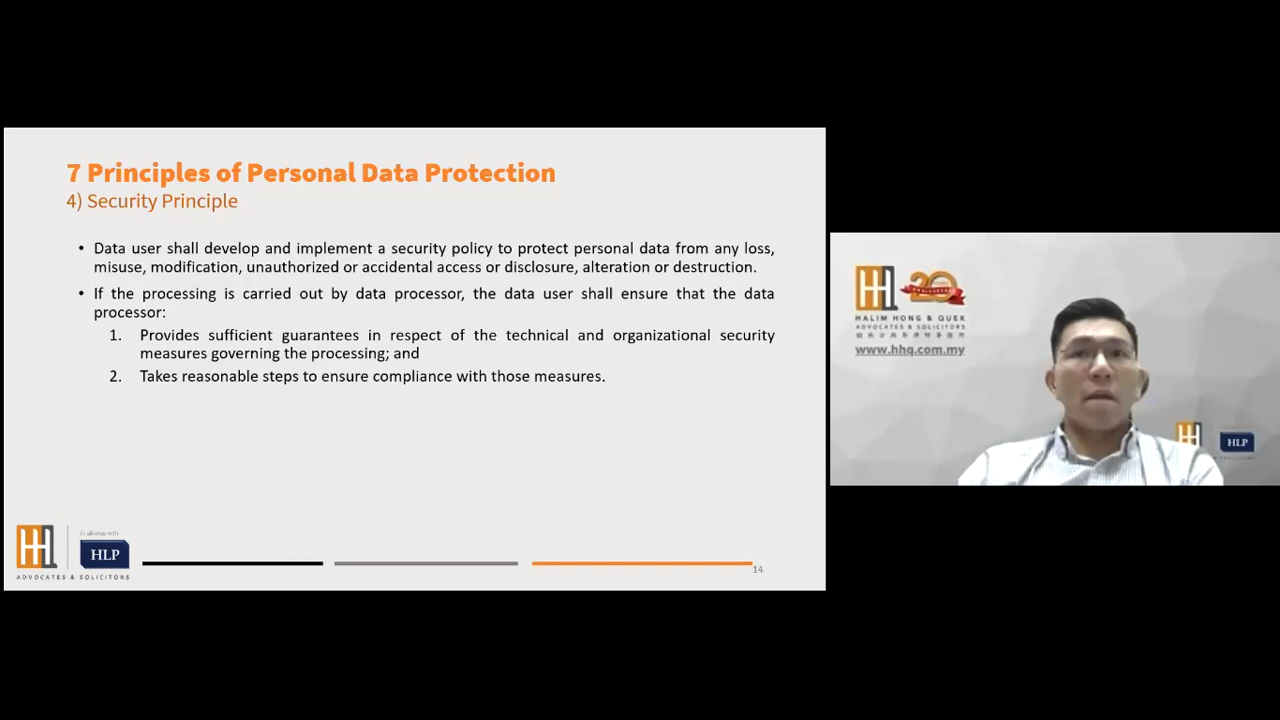 7 Principles of Personal Data Protection
4) Security Principle
• Data user shall develop and implement a security policy to protect personal data from any loss,
misuse, modification, unauthorized or accidental access or disclosure, alteration or destruction.
• If the processing is carried out by data processor, the data user shall ensure that the data
processor:
1. Provides sufficient guarantees in respect of the technical and organizational security
measures governing the processing; and
2. Takes reasonable steps to ensure compliance with those measures.
HLP
ADVOCATES & SOLICITORS
14
20
ANNIVERSARY
HALIM HONG & QUEK
ADVOCATES & SOLICITORS
www.hhq.com.my
HLP